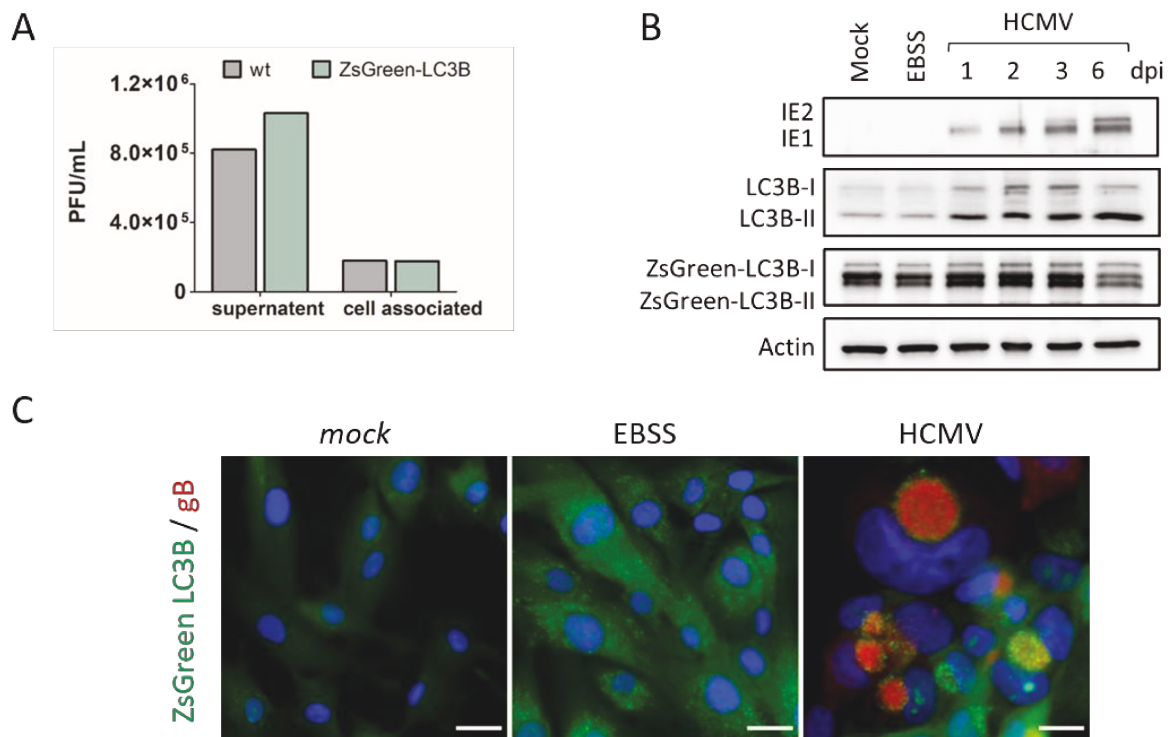 A
wt ZsGreen-LC3B
1.2×10⁶
8.0×10⁵
4.0×10⁵
0
PFU/mL
supernatent cell associated
B
Mock EBSS HCMV
1 2 3 6 dpi
IE2
IE1
LC3B-I
LC3B-II
ZsGreen-LC3B-I
ZsGreen-LC3B-II
Actin
C
mock EBSS HCMV
ZsGreen LC3B / gB